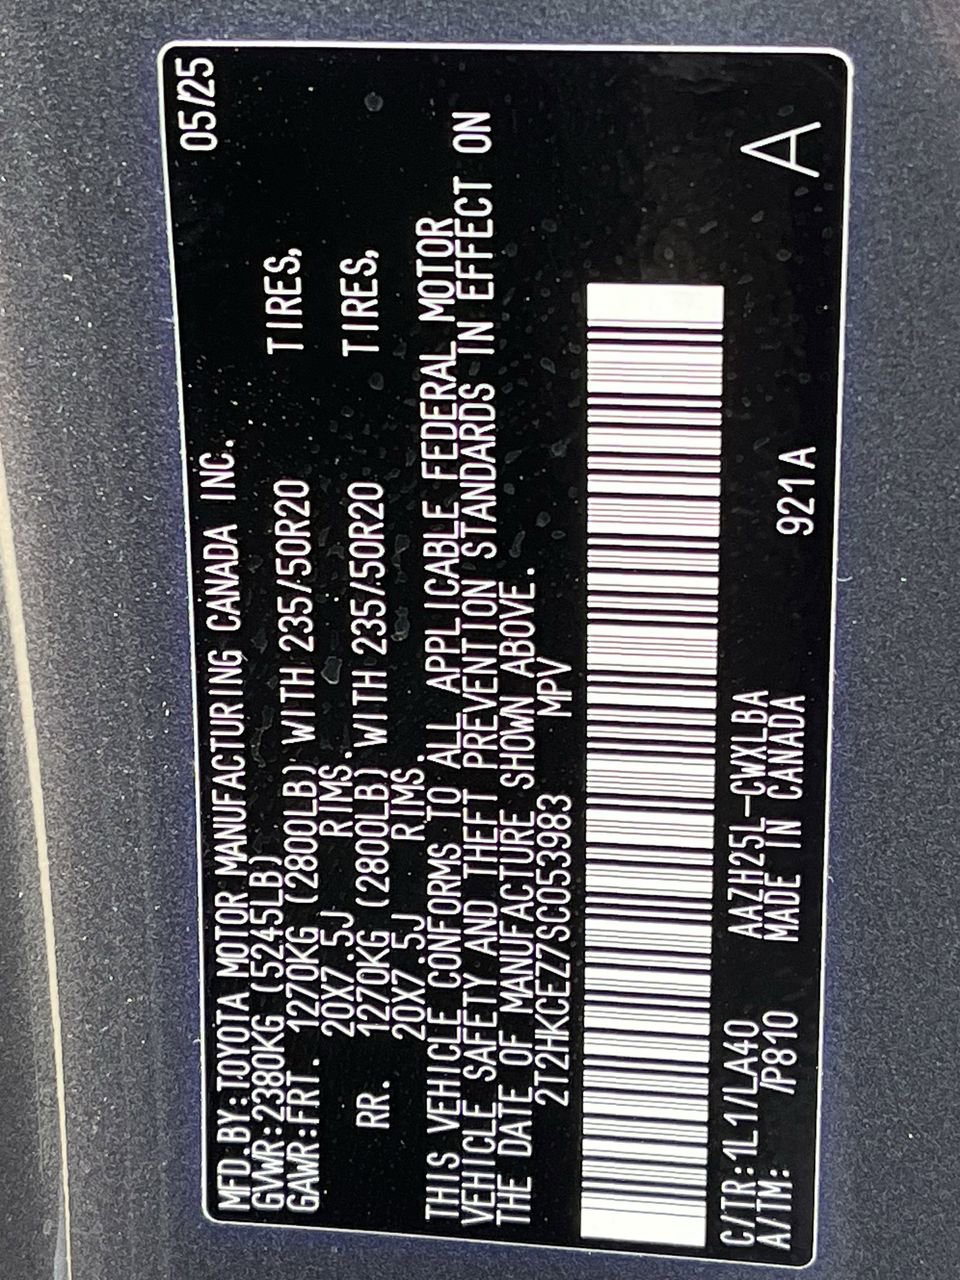 MFD.BY:TOYOTA MOTOR MANUFACTURING CANADA INC. 05/25
GVWR:2380KG (5245LB)
GAWR:FRT. 1270KG (2800LB) WITH 235/50R20 TIRES,
20X7.5J RIMS.
RR. 1270KG (2800LB) WITH 235/50R20 TIRES,
20X7.5J RIMS.
THIS VEHICLE CONFORMS TO ALL APPLICABLE FEDERAL MOTOR
VEHICLE SAFETY AND THEFT PREVENTION STANDARDS IN EFFECT ON
THE DATE OF MANUFACTURE SHOWN ABOVE.
2T2HKCEZ7SC053983 MPV
C/TR:1L1/LA40 AAZH25L-CWXLBA
A/TM: /P810 MADE IN CANADA 921A A